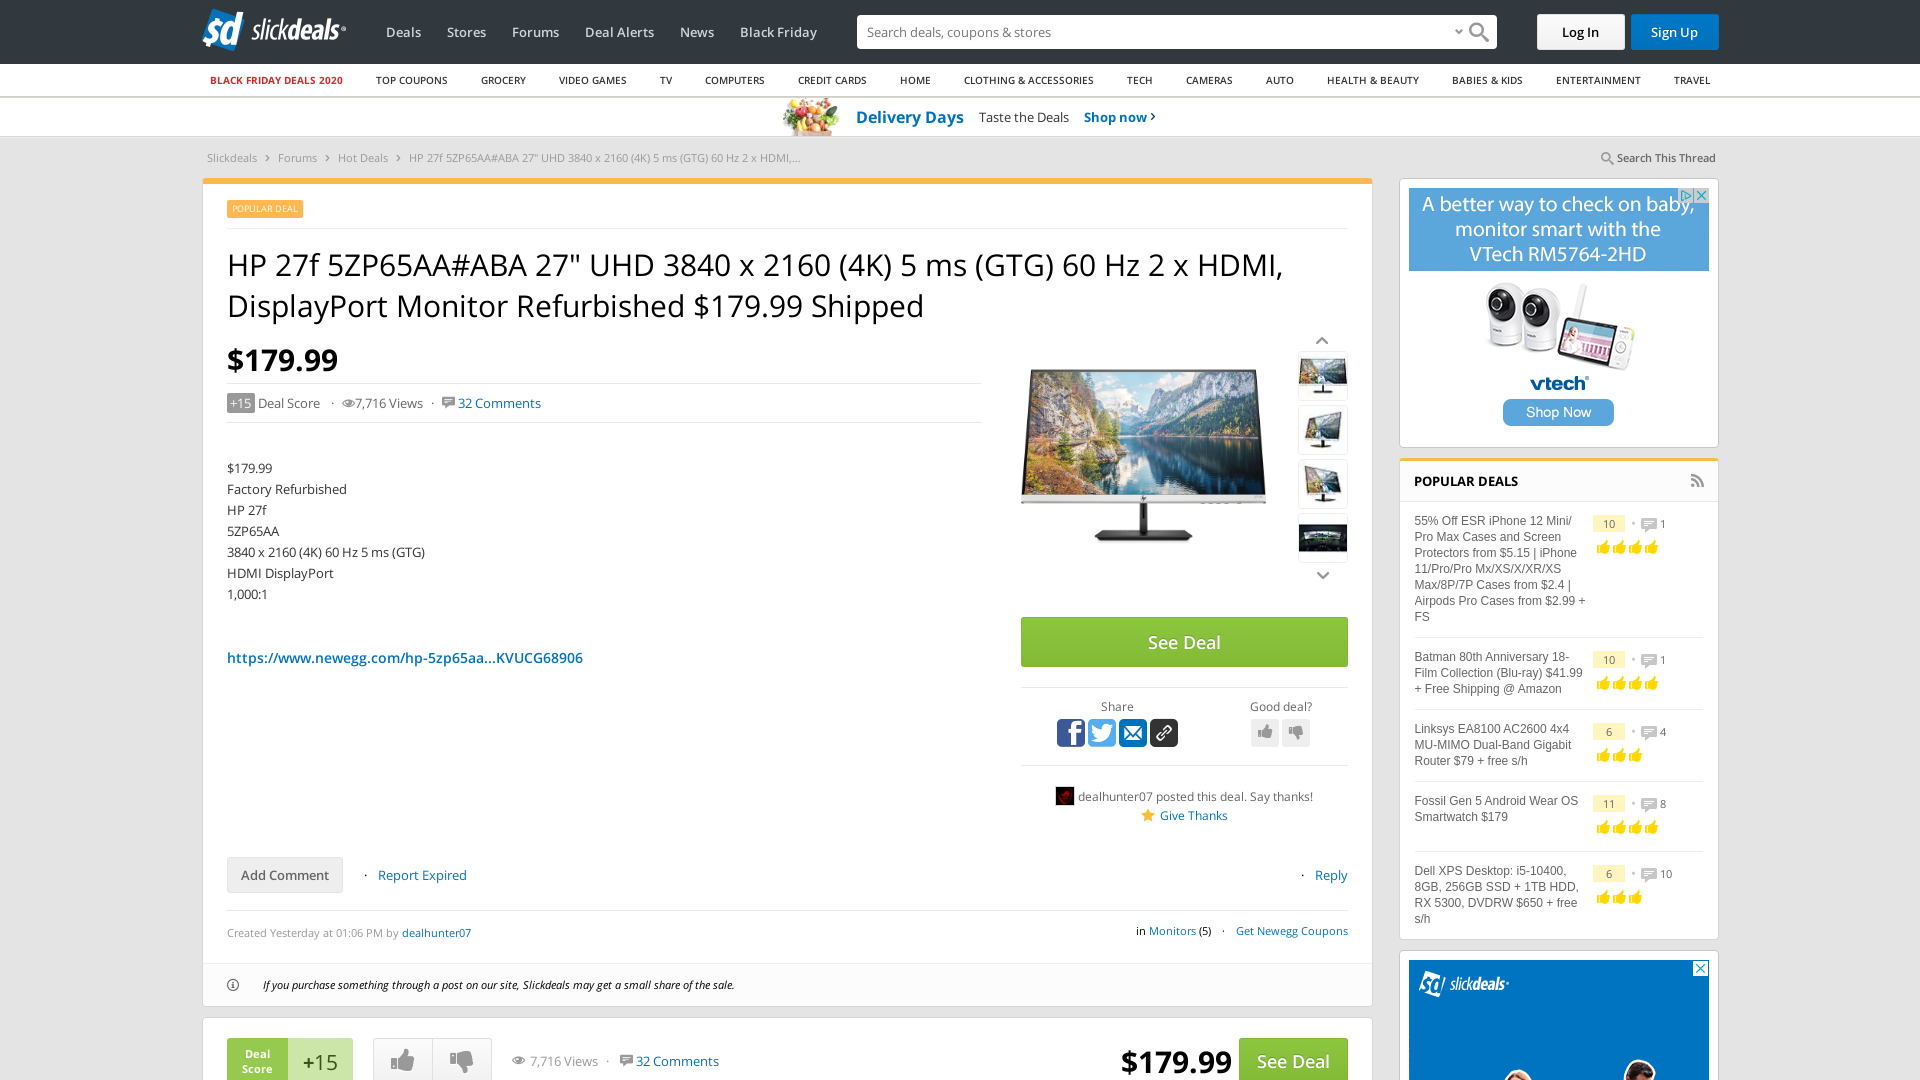 slickdeals
Deals
Stores
Forums
Deal Alerts
News
Black Friday
Search deals, coupons & stores
Log In
Sign Up
BLACK FRIDAY DEALS 2020
TOP COUPONS
GROCERY
VIDEO GAMES
TV
COMPUTERS
CREDIT CARDS
HOME
CLOTHING & ACCESSORIES
TECH
CAMERAS
AUTO
HEALTH & BEAUTY
BABIES & KIDS
ENTERTAINMENT
TRAVEL
Delivery Days Taste the Deals Shop now ›
Slickdeals › Forums › Hot Deals › HP 27f 5ZP65AA#ABA 27" UHD 3840 x 2160 (4K) 5 ms (GTG) 60 Hz 2 x HDMI,...
Search This Thread
POPULAR DEAL
HP 27f 5ZP65AA#ABA 27" UHD 3840 x 2160 (4K) 5 ms (GTG) 60 Hz 2 x HDMI,
DisplayPort Monitor Refurbished $179.99 Shipped
$179.99
+15 Deal Score · 7,716 Views · 32 Comments
$179.99
Factory Refurbished
HP 27f
5ZP65AA
3840 x 2160 (4K) 60 Hz 5 ms (GTG)
HDMI DisplayPort
1,000:1
https://www.newegg.com/hp-5zp65aa...KVUCG68906
See Deal
Share
Good deal?
dealhunter07 posted this deal. Say thanks!
Give Thanks
Add Comment · Report Expired
· Reply
Created Yesterday at 01:06 PM by dealhunter07
in Monitors (5) · Get Newegg Coupons
If you purchase something through a post on our site, Slickdeals may get a small share of the sale.
Deal
Score
+15
7,716 Views · 32 Comments
$179.99
See Deal
A better way to check on baby,
monitor smart with the
VTech RM5764-2HD
vtech
Shop Now
POPULAR DEALS
55% Off ESR iPhone 12 Mini/
Pro Max Cases and Screen
Protectors from $5.15 | iPhone
11/Pro/Pro Mx/XS/X/XR/XS
Max/8P/7P Cases from $2.4 |
Airpods Pro Cases from $2.99 +
FS
10 · 1
Batman 80th Anniversary 18-
Film Collection (Blu-ray) $41.99
+ Free Shipping @ Amazon
10 · 1
Linksys EA8100 AC2600 4x4
MU-MIMO Dual-Band Gigabit
Router $79 + free s/h
6 · 4
Fossil Gen 5 Android Wear OS
Smartwatch $179
11 · 8
Dell XPS Desktop: i5-10400,
8GB, 256GB SSD + 1TB HDD,
RX 5300, DVDRW $650 + free
s/h
6 · 10
slickdeals